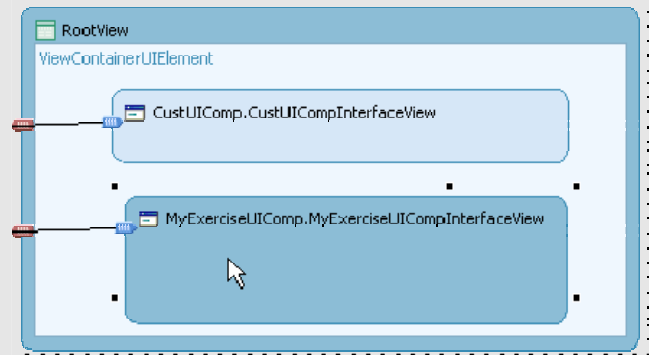 RootView
ViewContainerUIElement
CustUIComp.CustUICompInterfaceView
MyExerciseUIComp.MyExerciseUICompInterfaceView